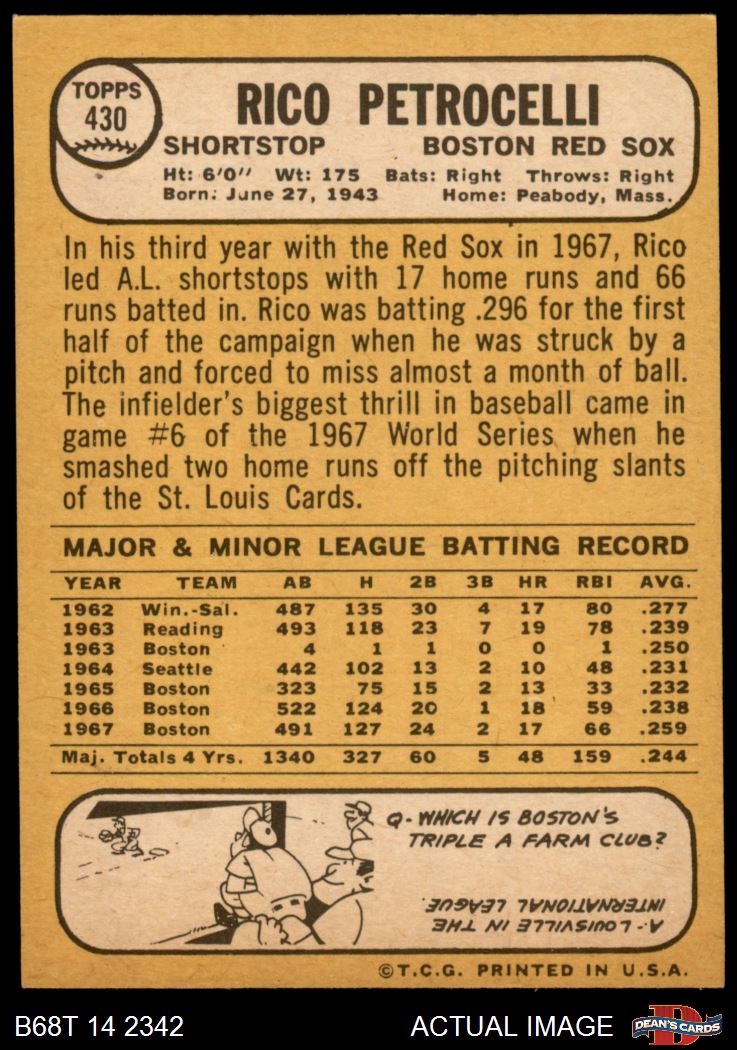 TOPPS
430
RICO PETROCELLI
SHORTSTOP BOSTON RED SOX
Ht: 6'0" Wt: 175 Bats: Right Throws: Right
Born: June 27, 1943 Home: Peabody, Mass.
In his third year with the Red Sox in 1967, Rico
led A.L. shortstops with 17 home runs and 66
runs batted in. Rico was batting .296 for the first
half of the campaign when he was struck by a
pitch and forced to miss almost a month of ball.
The infielder's biggest thrill in baseball came in
game #6 of the 1967 World Series when he
smashed two home runs off the pitching slants
of the St. Louis Cards.
MAJOR & MINOR LEAGUE BATTING RECORD
YEAR TEAM AB H 2B 3B HR RBI AVG.
1962 Win.-Sal. 487 135 30 4 17 80 .277
1963 Reading 493 118 23 7 19 78 .239
1963 Boston 4 1 1 0 0 1 .250
1964 Seattle 442 102 13 2 10 48 .231
1965 Boston 323 75 15 2 13 33 .232
1966 Boston 522 124 20 1 18 59 .238
1967 Boston 491 127 24 2 17 66 .259
Maj. Totals 4 Yrs. 1340 327 60 5 48 159 .244
Q- WHICH IS BOSTON'S
TRIPLE A FARM CLUB?
A- LOUISVILLE IN THE
INTERNATIONAL LEAGUE.
©T.C.G. PRINTED IN U.S.A.
B68T 14 2342 ACTUAL IMAGE
D
DEAN'S CARDS